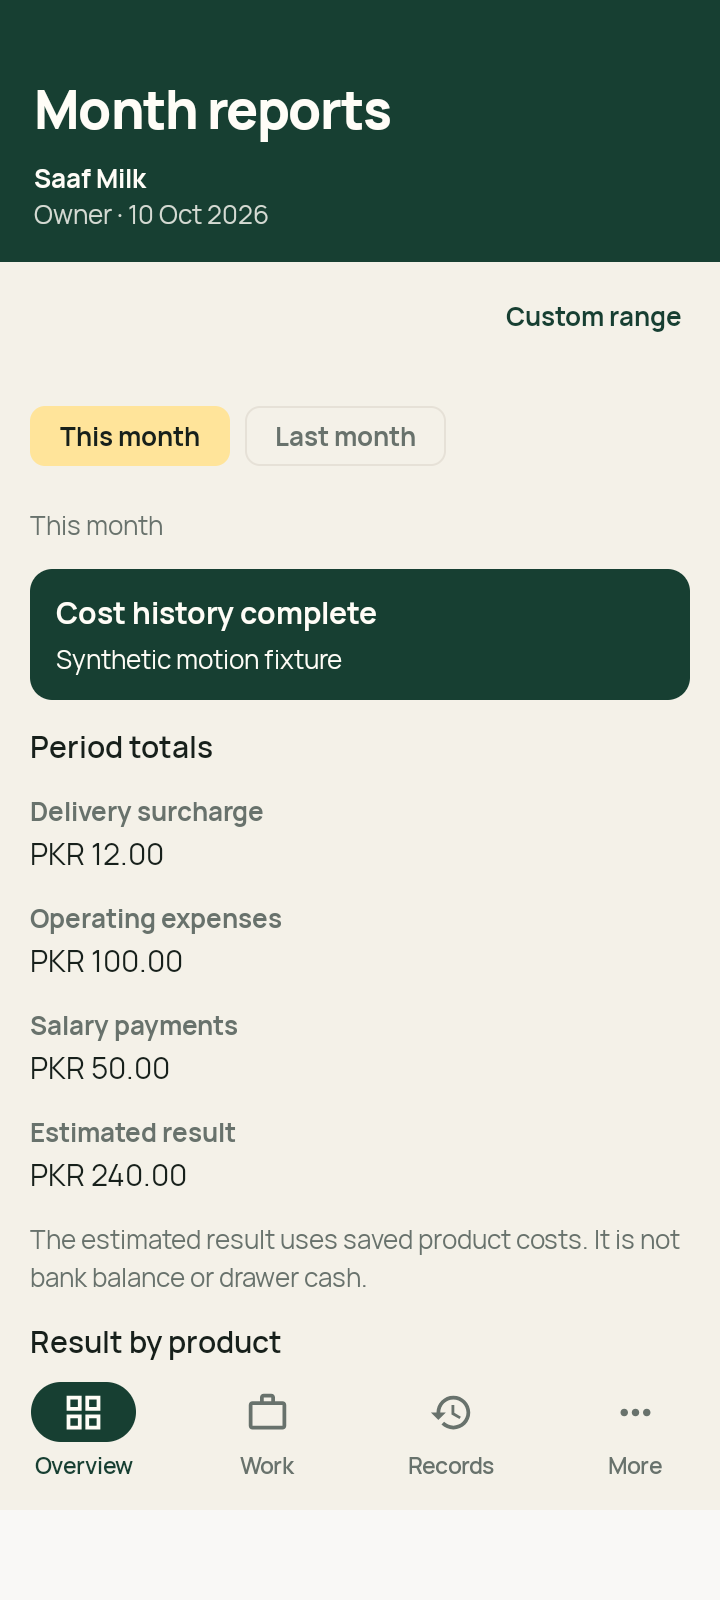 Month reports
Saaf Milk
Owner · 10 Oct 2026
Custom range
This month
Last month
This month
Cost history complete
Synthetic motion fixture
Period totals
Delivery surcharge
PKR 12.00
Operating expenses
PKR 100.00
Salary payments
PKR 50.00
Estimated result
PKR 240.00
The estimated result uses saved product costs. It is not
bank balance or drawer cash.
Result by product
Overview
Work
Records
More